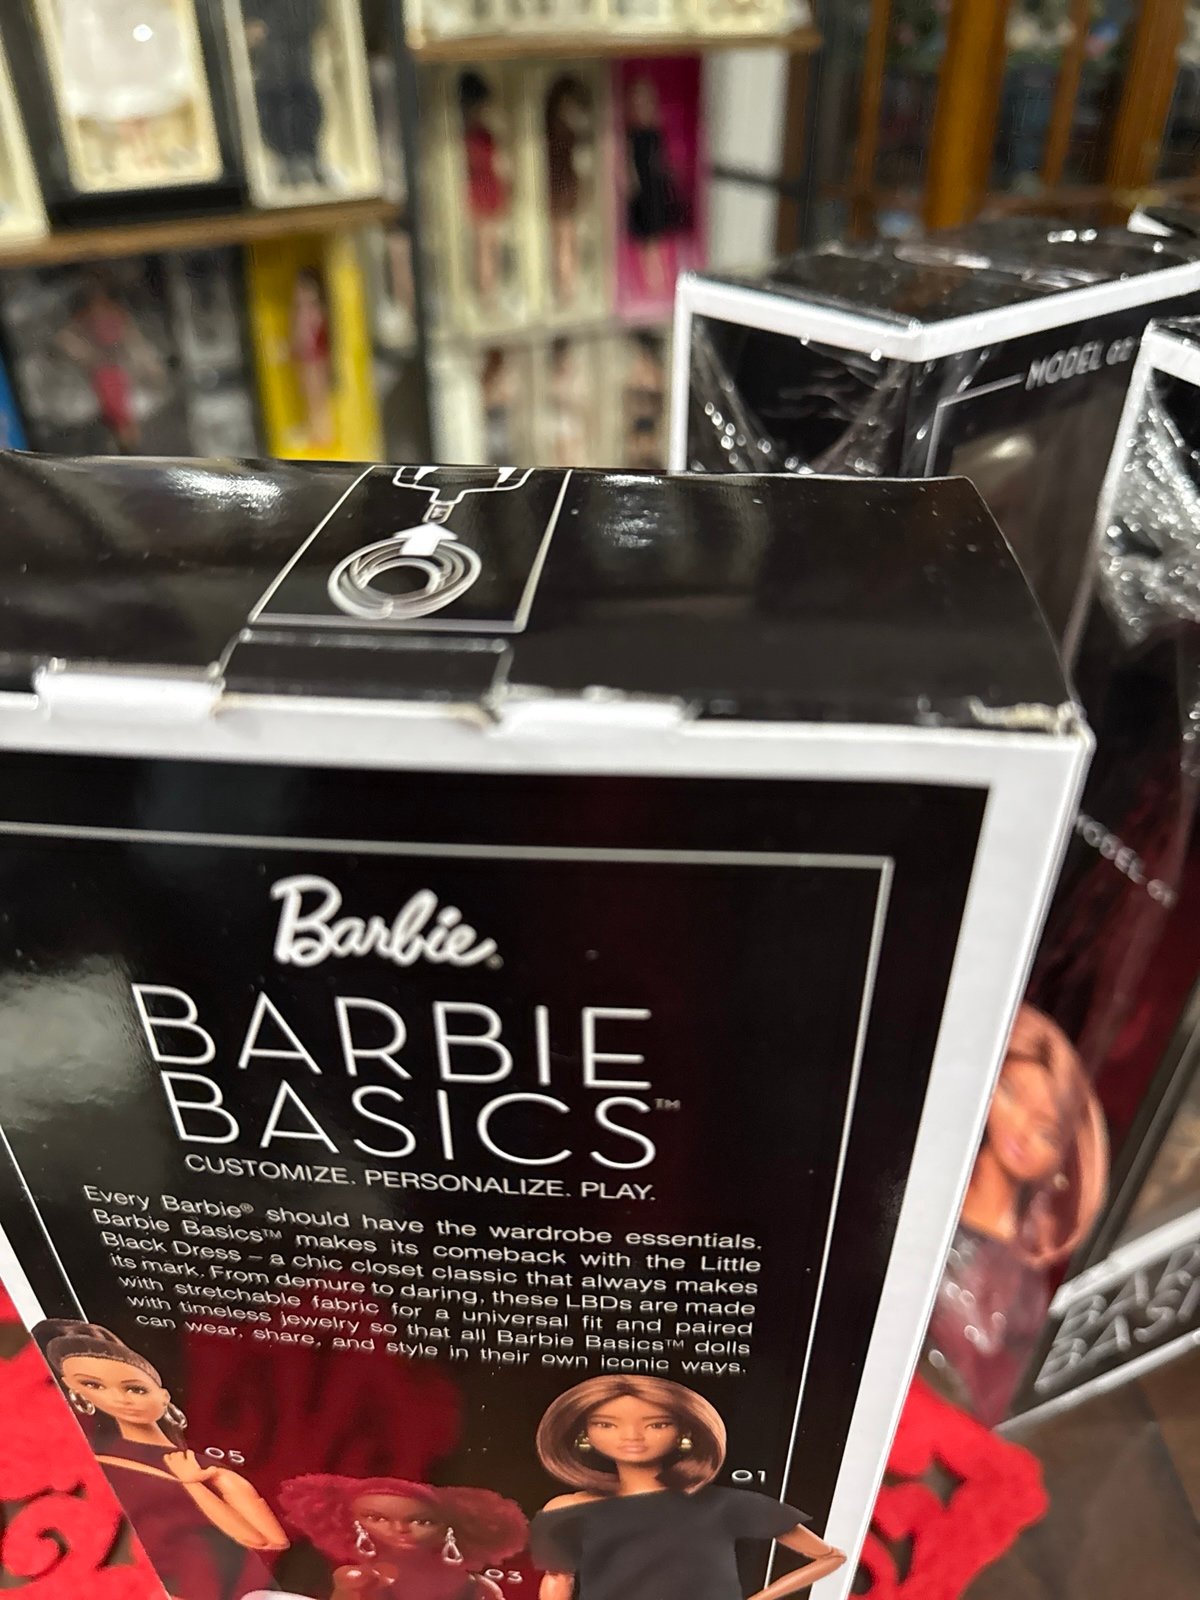 MODEL 02
MODEL 01
Barbie
BARBIE
BASICS™
CUSTOMIZE. PERSONALIZE. PLAY.
Every Barbie® should have the wardrobe essentials.
Barbie Basics™ makes its comeback with the Little
Black Dress – a chic closet classic that always makes
its mark. From demure to daring, these LBDs are made
with stretchable fabric for a universal fit and paired
with timeless jewelry so that all Barbie Basics™ dolls
can wear, share, and style in their own iconic ways.
05
01
03